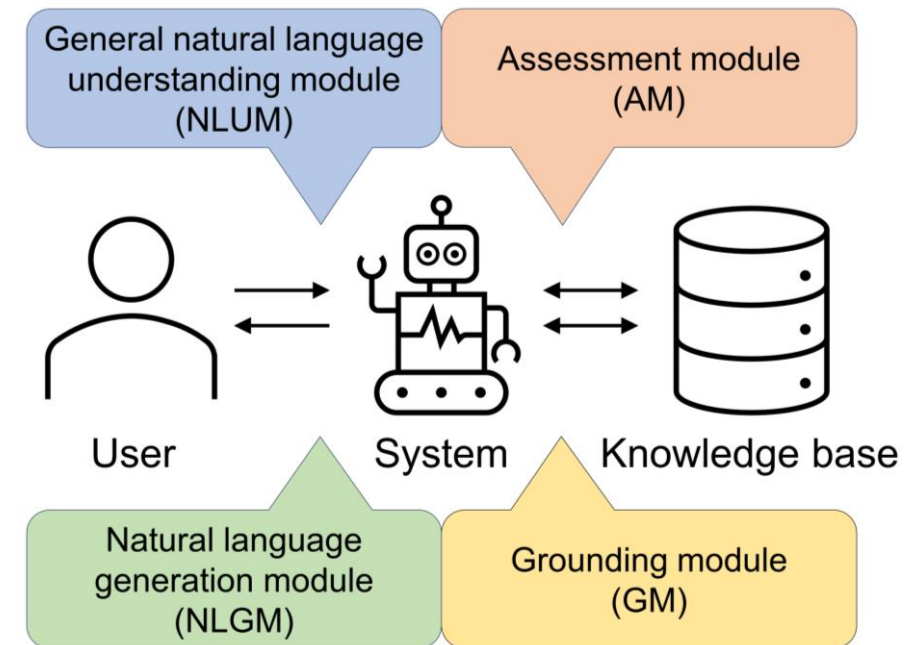 General natural language
understanding module
(NLUM)
Assessment module
(AM)
User
System
Knowledge base
Natural language
generation module
(NLGM)
Grounding module
(GM)